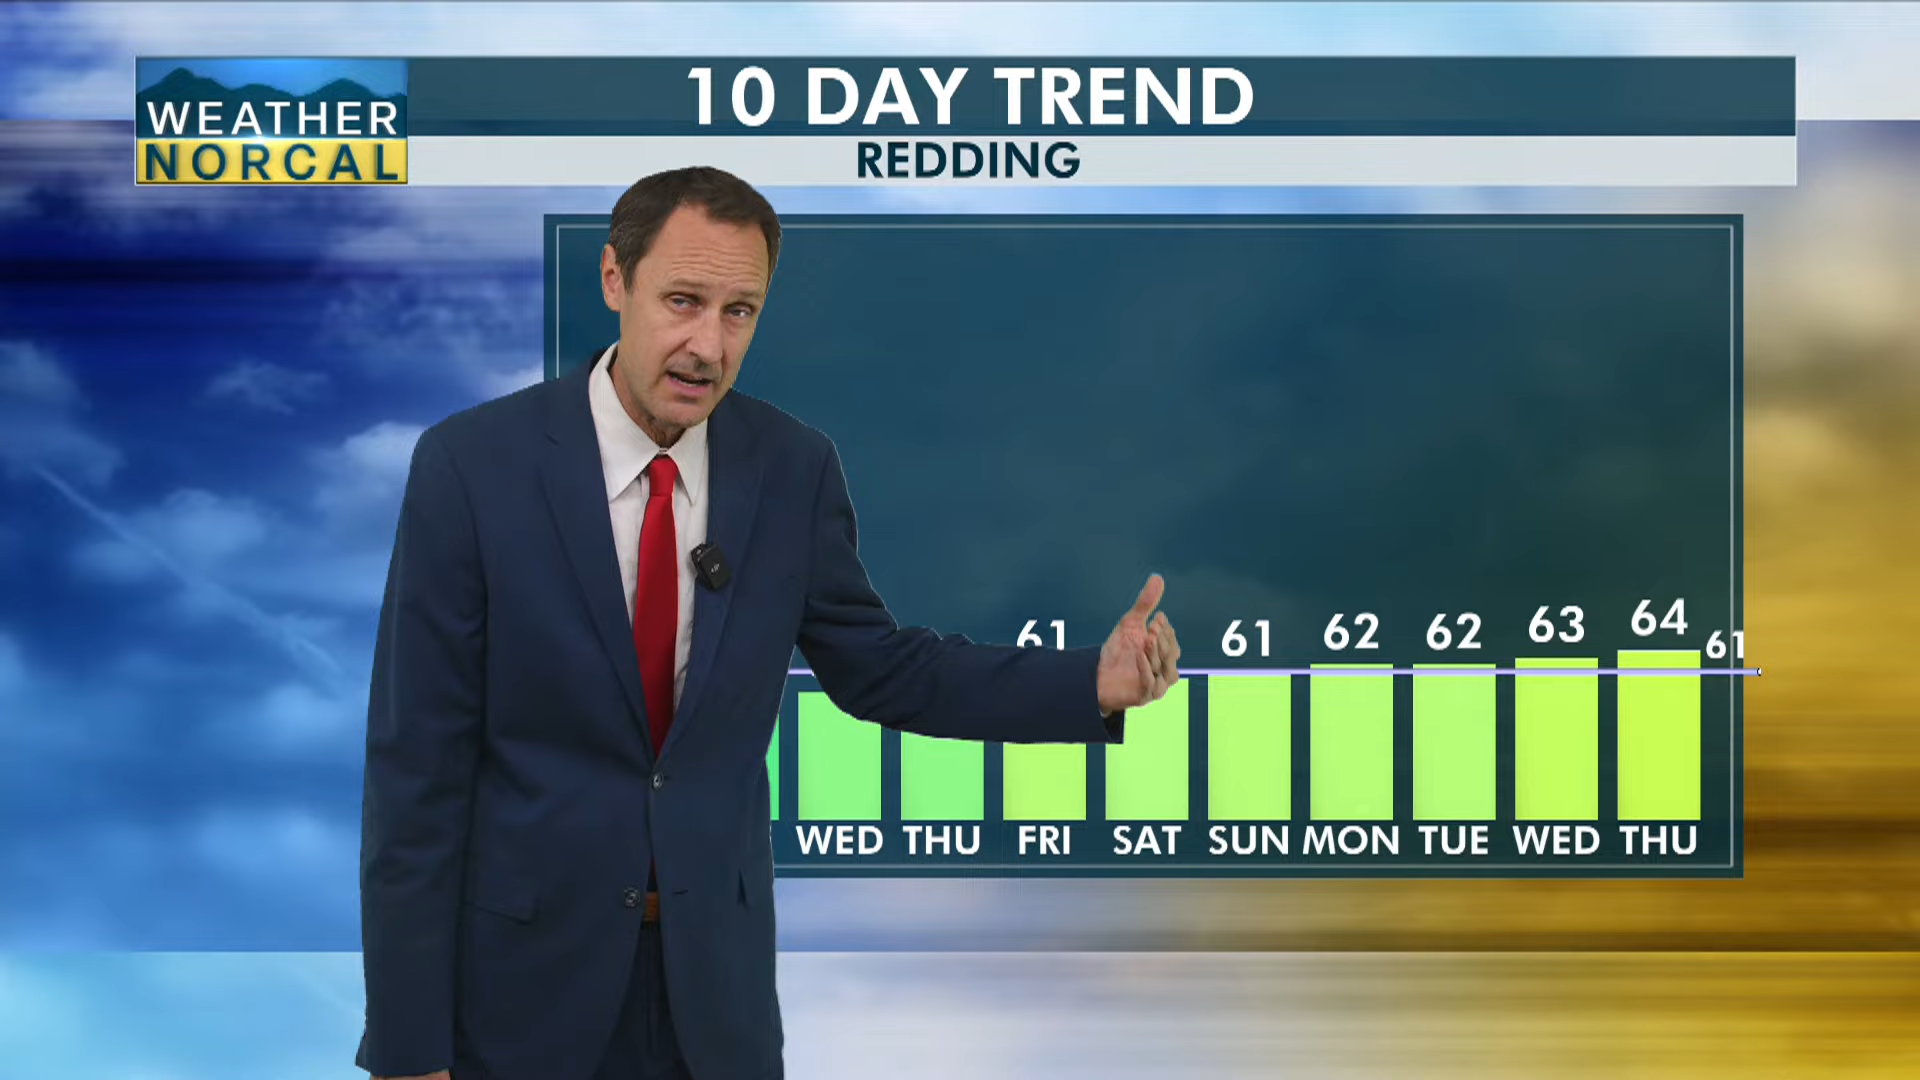 10 DAY TREND
WEATHER
NORCAL
REDDING
61 61 62 62 63 64 61
WED THU FRI SAT SUN MON TUE WED THU